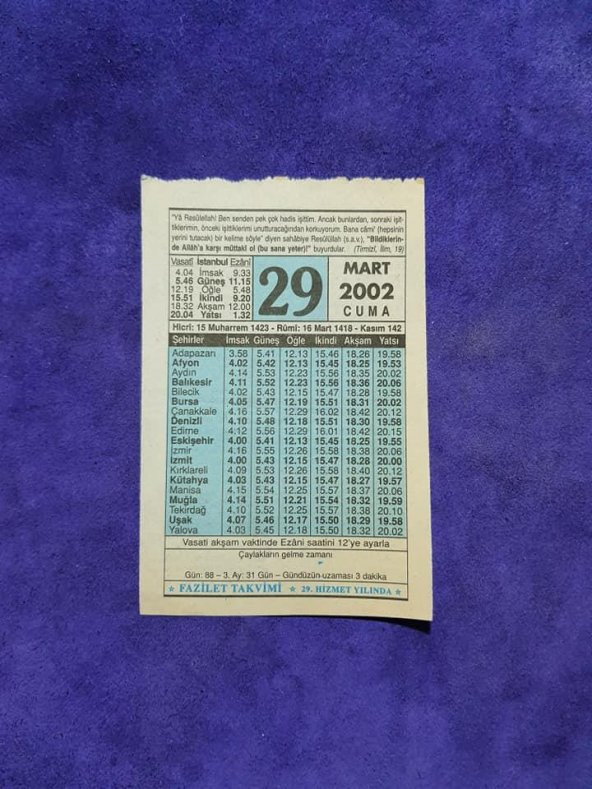 "Yâ Resûlellah! Ben senden pek çok hadis işittim. Ancak bunlardan, sonraki işit-
tiklerimin, önceki işittiklerimi unutturacağından korkuyorum. Bana câmi' (hepsinin
yerini tutacak) bir kelime söyle" diyen sahâbiye Resûlüllah (s.a.v.), "Bildiklerin-
de Allâh'a karşı müttakî ol (bu sana yeter)!" buyurdular. (Tirmizî, İlim, 19)
Vasatî İstanbul Ezânî
4.04 İmsak 9.33
5.46 Güneş 11.15
12.19 Öğle 5.48
15.51 İkindi 9.20
18.32 Akşam 12.00
20.04 Yatsı 1.32
29
MART
2002
CUMA
Hicrî: 15 Muharrem 1423 - Rûmî: 16 Mart 1418 - Kasım 142
Şehirler İmsak Güneş Öğle İkindi Akşam Yatsı
Adapazarı 3.58 5.41 12.13 15.46 18.26 19.58
Afyon 4.02 5.42 12.13 15.45 18.25 19.53
Aydın 4.14 5.53 12.23 15.56 18.35 20.02
Balıkesir 4.11 5.52 12.23 15.56 18.36 20.06
Bilecik 4.02 5.43 12.15 15.47 18.28 19.58
Bursa 4.05 5.47 12.19 15.51 18.31 20.02
Çanakkale 4.16 5.57 12.29 16.02 18.42 20.12
Denizli 4.10 5.48 12.18 15.51 18.30 19.58
Edirne 4.12 5.56 12.29 16.01 18.42 20.15
Eskişehir 4.00 5.41 12.13 15.45 18.25 19.55
İzmir 4.16 5.55 12.26 15.58 18.38 20.06
İzmit 4.00 5.43 12.15 15.47 18.28 20.00
Kırklareli 4.09 5.53 12.26 15.58 18.40 20.12
Kütahya 4.03 5.43 12.15 15.47 18.27 19.57
Manisa 4.15 5.54 12.25 15.57 18.37 20.06
Muğla 4.14 5.51 12.21 15.54 18.32 19.59
Tekirdağ 4.10 5.52 12.25 15.57 18.38 20.10
Uşak 4.07 5.46 12.17 15.50 18.29 19.58
Yalova 4.03 5.45 12.18 15.50 18.32 20.02
Vasati akşam vaktinde Ezâni saatini 12'ye ayarla
Çaylakların gelme zamanı
Gün: 88 – 3. Ay: 31 Gün – Gündüzün uzaması 3 dakika
★ FAZİLET TAKVİMİ ★ 29. HİZMET YILINDA ★